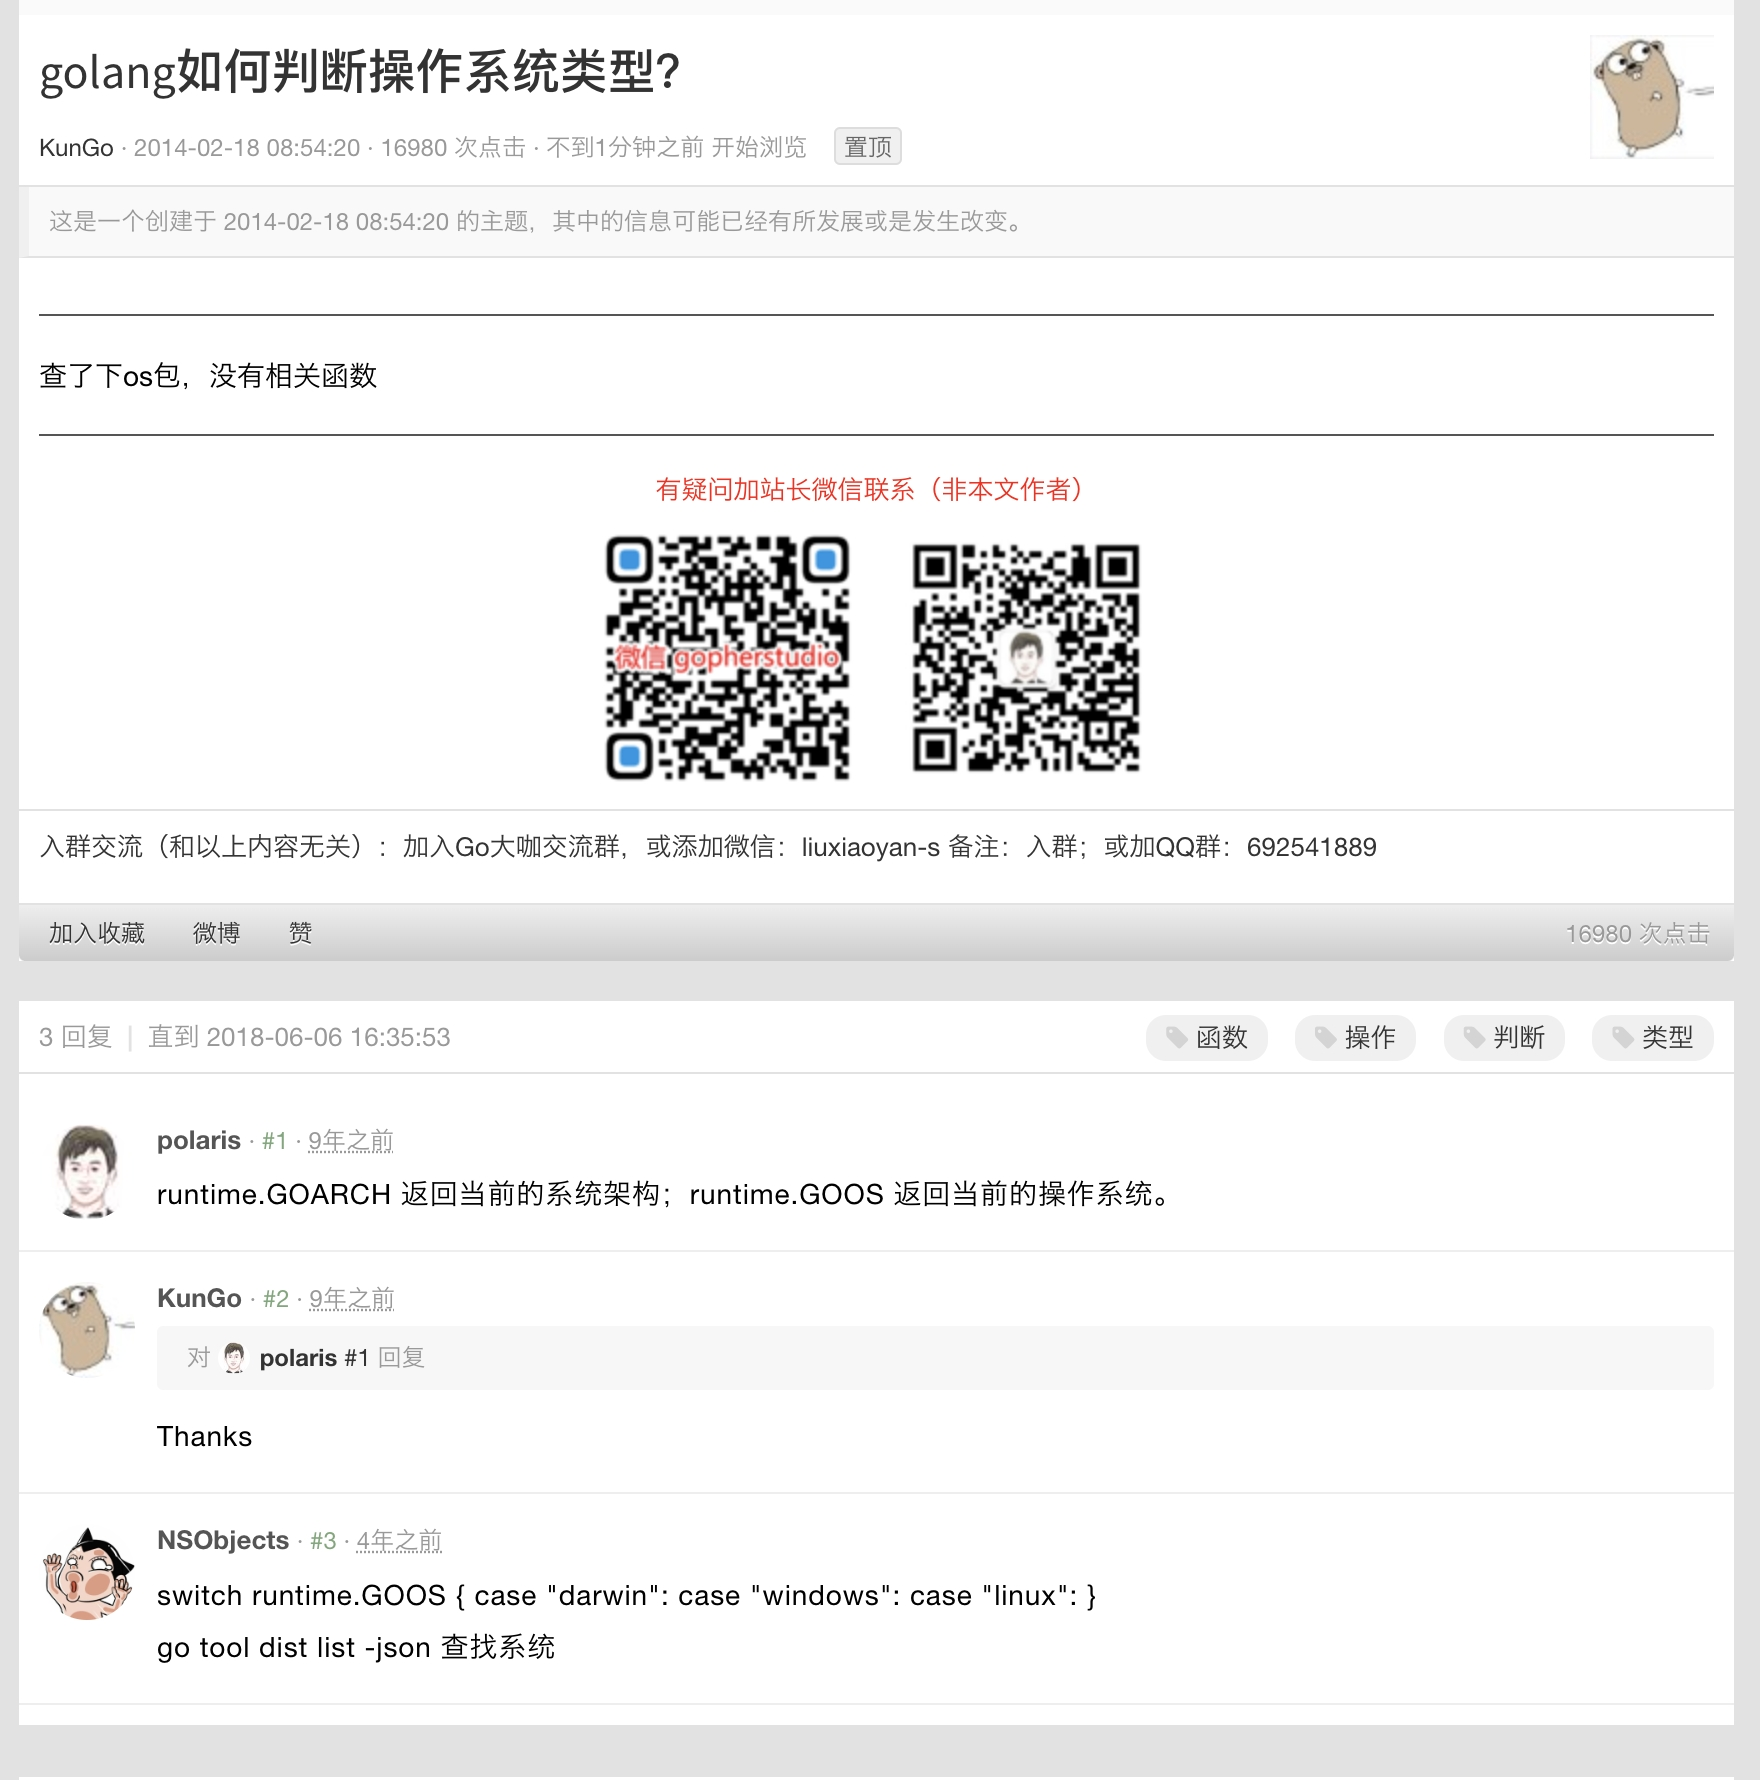 golang如何判断操作系统类型?
KunGo · 2014-02-18 08:54:20 · 16980 次点击 · 不到1分钟之前 开始浏览 置顶
这是一个创建于 2014-02-18 08:54:20 的主题，其中的信息可能已经有所发展或是发生改变。
查了下os包，没有相关函数
有疑问加站长微信联系（非本文作者）
微信 gopherstudio
入群交流（和以上内容无关）：加入Go大咖交流群，或添加微信：liuxiaoyan-s 备注：入群；或加QQ群：692541889
加入收藏 微博 赞 16980 次点击
3 回复 | 直到 2018-06-06 16:35:53 函数 操作 判断 类型
polaris · #1 · 9年之前
runtime.GOARCH 返回当前的系统架构；runtime.GOOS 返回当前的操作系统。
KunGo · #2 · 9年之前
对 polaris #1 回复
Thanks
NSObjects · #3 · 4年之前
switch runtime.GOOS { case "darwin": case "windows": case "linux": }
go tool dist list -json 查找系统